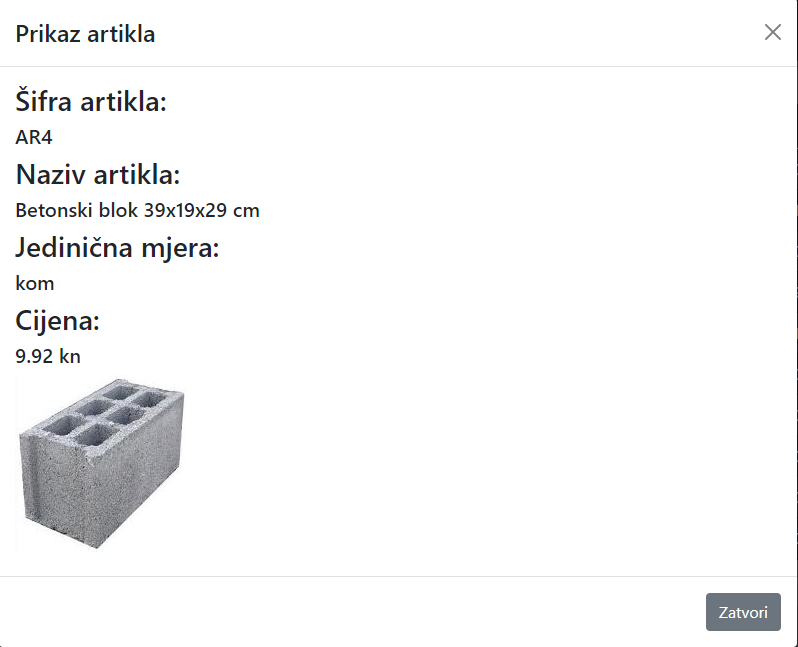 Prikaz artikla
Šifra artikla:
AR4
Naziv artikla:
Betonski blok 39x19x29 cm
Jedinična mjera:
kom
Cijena:
9.92 kn
Zatvori